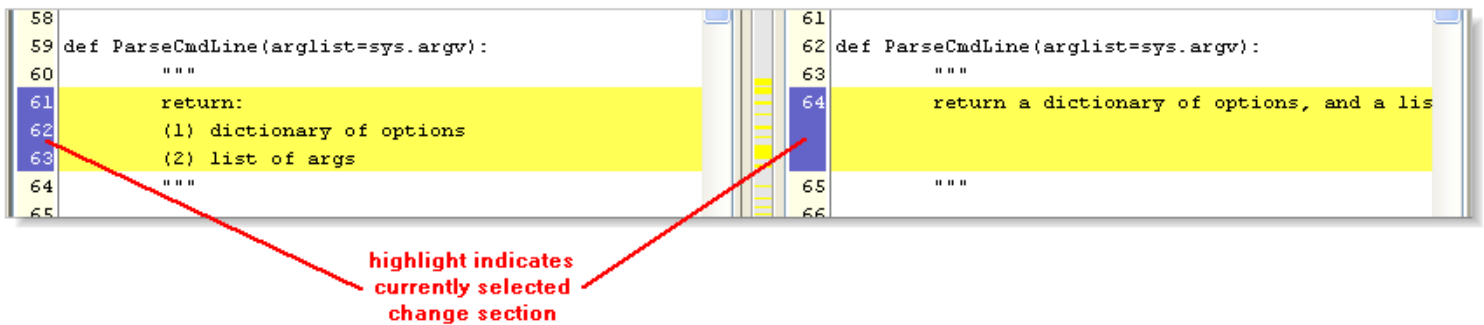 58
59 def ParseCmdLine(arglist=sys.argv):
60 """
61 return:
62 (1) dictionary of options
63 (2) list of args
64 """
65
61
62 def ParseCmdLine(arglist=sys.argv):
63 """
64 return a dictionary of options, and a lis
65 """
66
highlight indicates
currently selected
change section